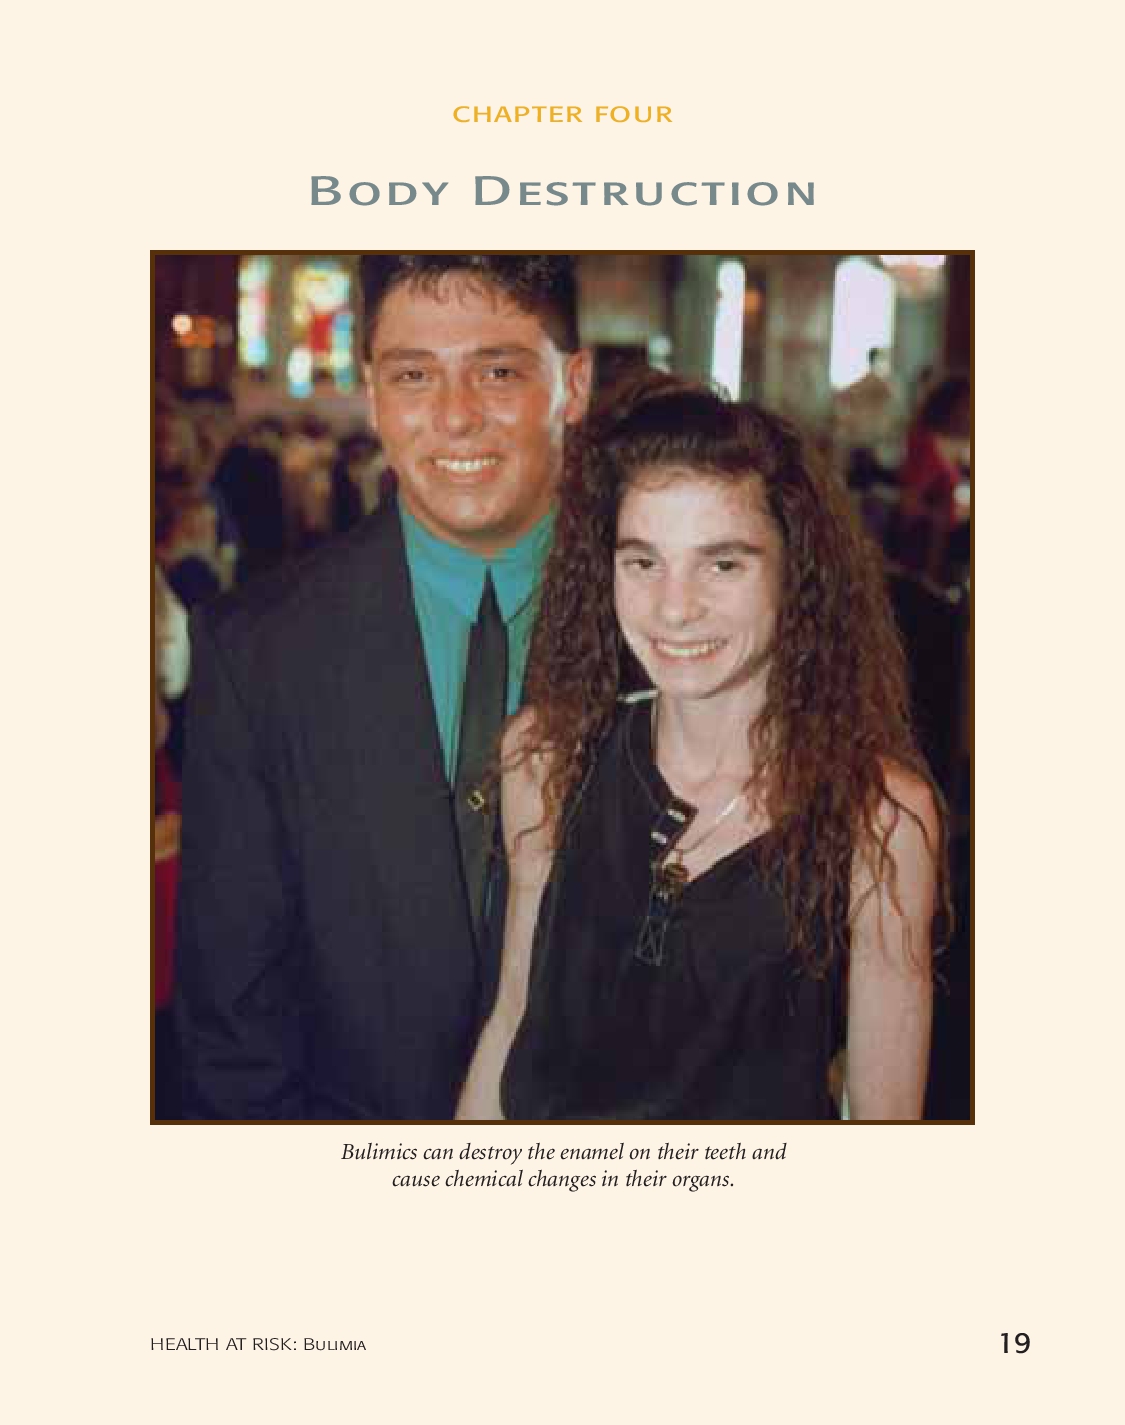 CHAPTER FOUR
BODY DESTRUCTION
Bulimics can destroy the enamel on their teeth and
cause chemical changes in their organs.
HEALTH AT RISK: BULIMIA
19